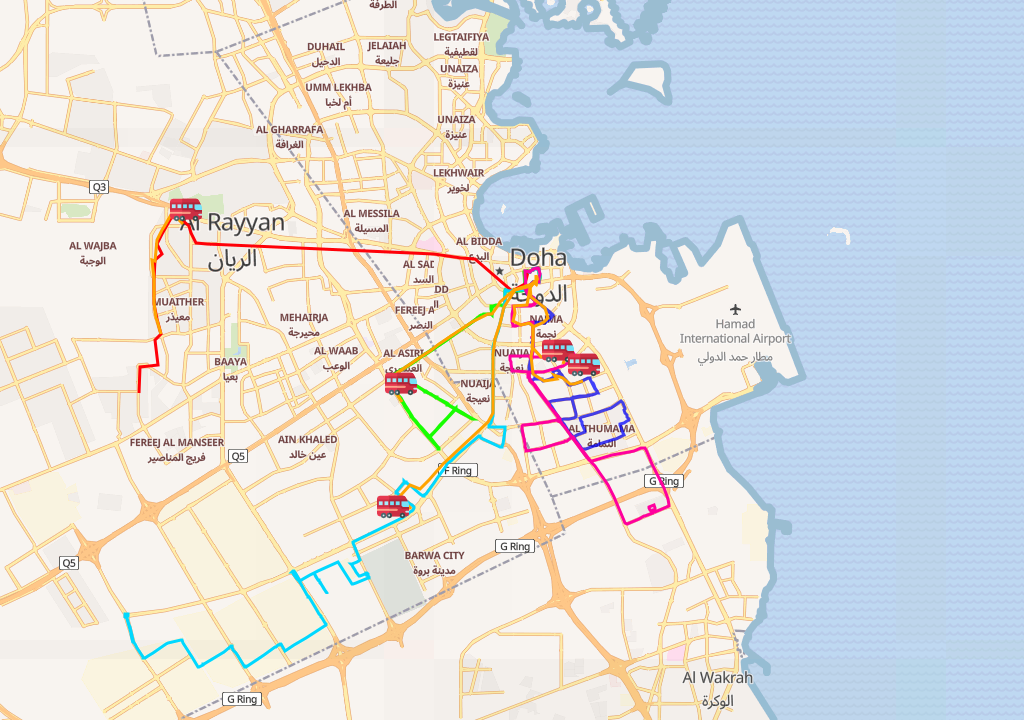 الطرفة
LEGTAIFIYA
لقطيفية
DUHAIL
الدحيل
JELAIAH
جليعة
UNAIZA
عنيزة
UMM LEKHBA
أم لخبا
UNAIZA
عنيزة
AL GHARRAFA
الغرافة
LEKHWAIR
لخوير
Q3
Al Rayyan
الريان
AL MESSILA
المسيلة
AL WAJBA
الوجبة
AL BIDDA
البدع
Doha
الدوحة
AL SAD
السد
DD
MUAITHER
معيذر
MEHAIRJA
محيرجة
FEREEJ A
النصر
NAJMA
نجمة
Hamad
International Airport
مطار حمد الدولي
BAAYA
بعيا
AL WAAB
الوعب
AL ASIRI
العسيري
NUAIJA
نعيجة
NUAIJA
نعيجة
AL THUMAMA
الثمامة
FEREEJ AL MANSEER
فريج المناصير
AIN KHALED
عين خالد
Q5
F Ring
G Ring
G Ring
BARWA CITY
مدينة بروة
Q5
G Ring
Al Wakrah
الوكرة